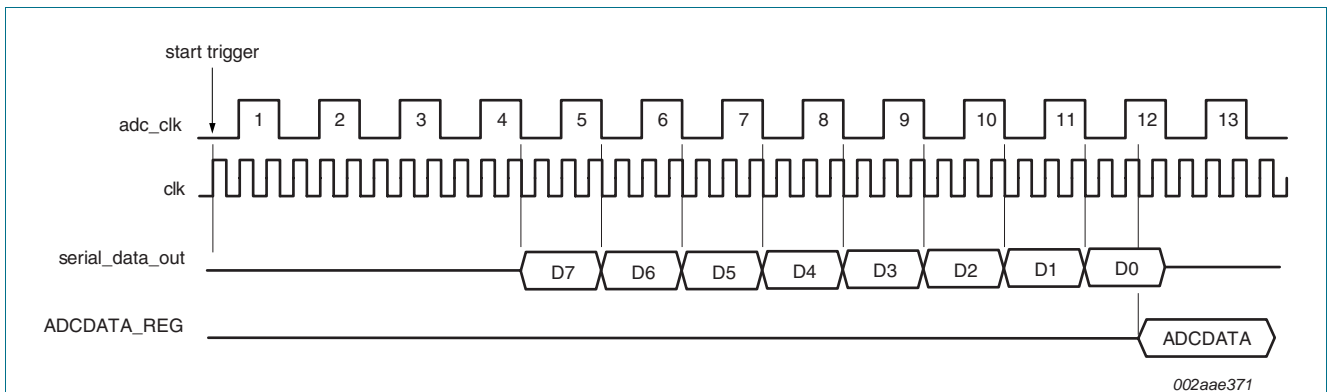 start trigger
adc_clk
1 2 3 4 5 6 7 8 9 10 11 12 13
clk
serial_data_out
D7 D6 D5 D4 D3 D2 D1 D0
ADCDATA_REG
ADCDATA
002aae371